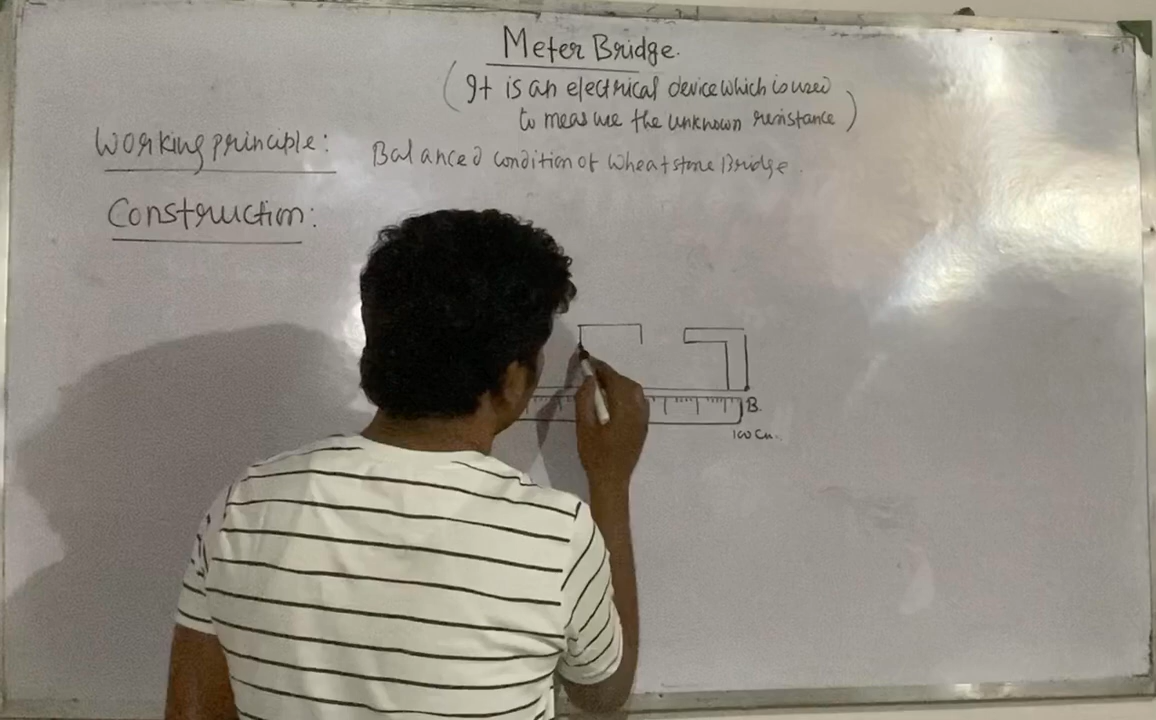 Meter Bridge.
(It is an electrical device which is used
to measure the unknown resistance)
Working principle: Balanced condition of Wheatstone Bridge.
Construction:
B.
100 Cm.